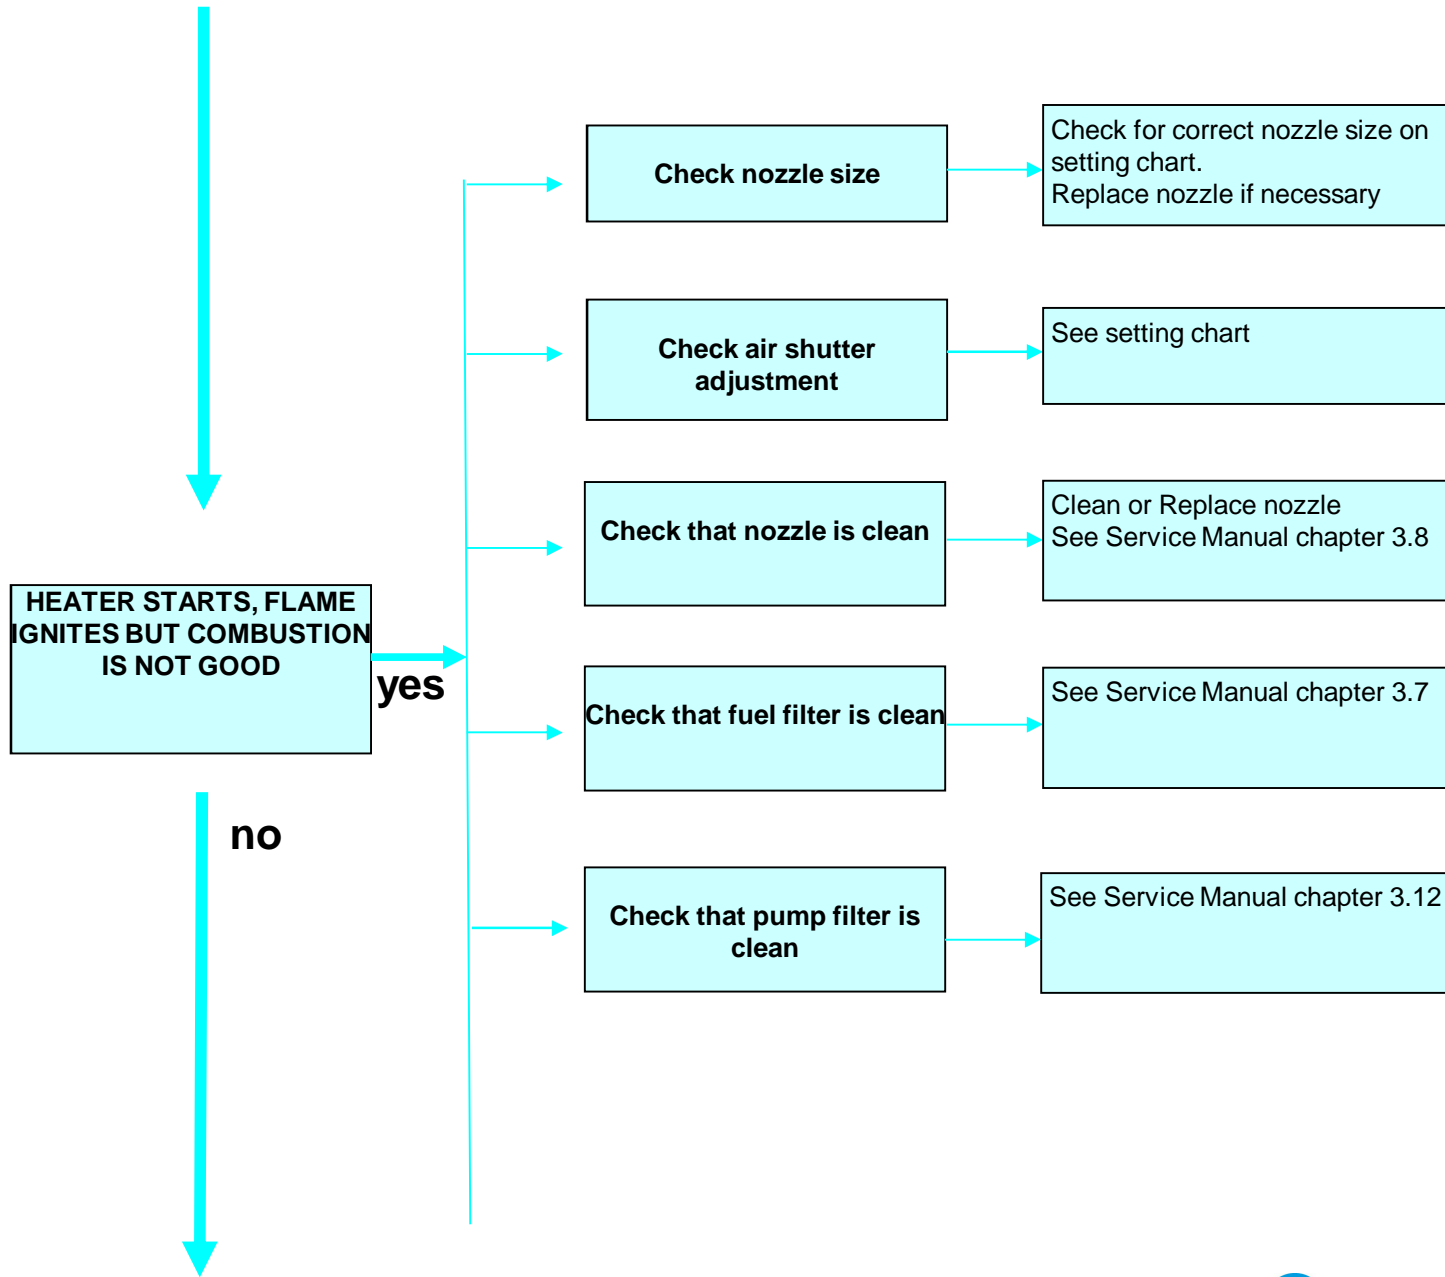 Check nozzle size
Check for correct nozzle size on
setting chart.
Replace nozzle if necessary
Check air shutter
adjustment
See setting chart
Check that nozzle is clean
Clean or Replace nozzle
See Service Manual chapter 3.8
HEATER STARTS, FLAME
IGNITES BUT COMBUSTION
IS NOT GOOD
yes
Check that fuel filter is clean
See Service Manual chapter 3.7
no
Check that pump filter is
clean
See Service Manual chapter 3.12